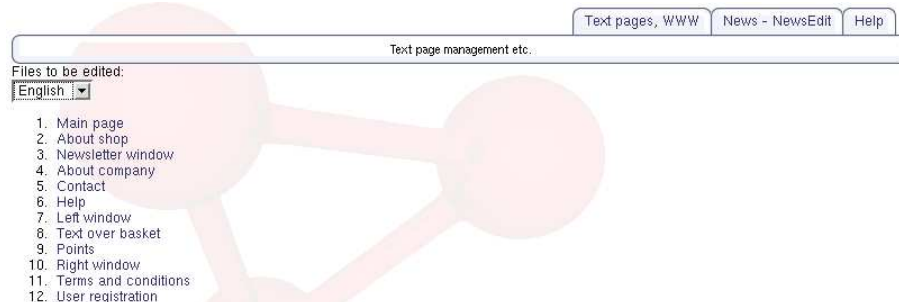 Text pages, WWW News - NewsEdit Help
Text page management etc.
Files to be edited:
English
1. Main page
2. About shop
3. Newsletter window
4. About company
5. Contact
6. Help
7. Left window
8. Text over basket
9. Points
10. Right window
11. Terms and conditions
12. User registration